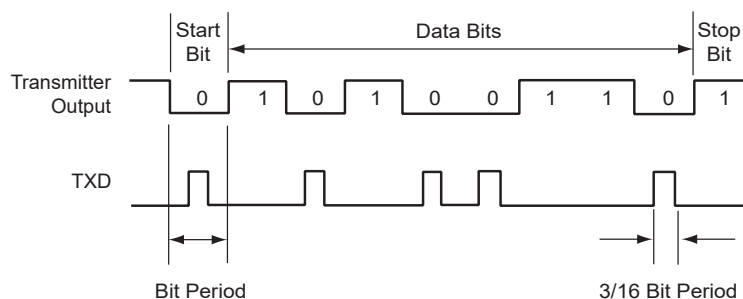 Start
Bit
Data Bits
Stop
Bit
Transmitter
Output
0 1 0 1 0 0 1 1 0 1
TXD
Bit Period
3/16 Bit Period